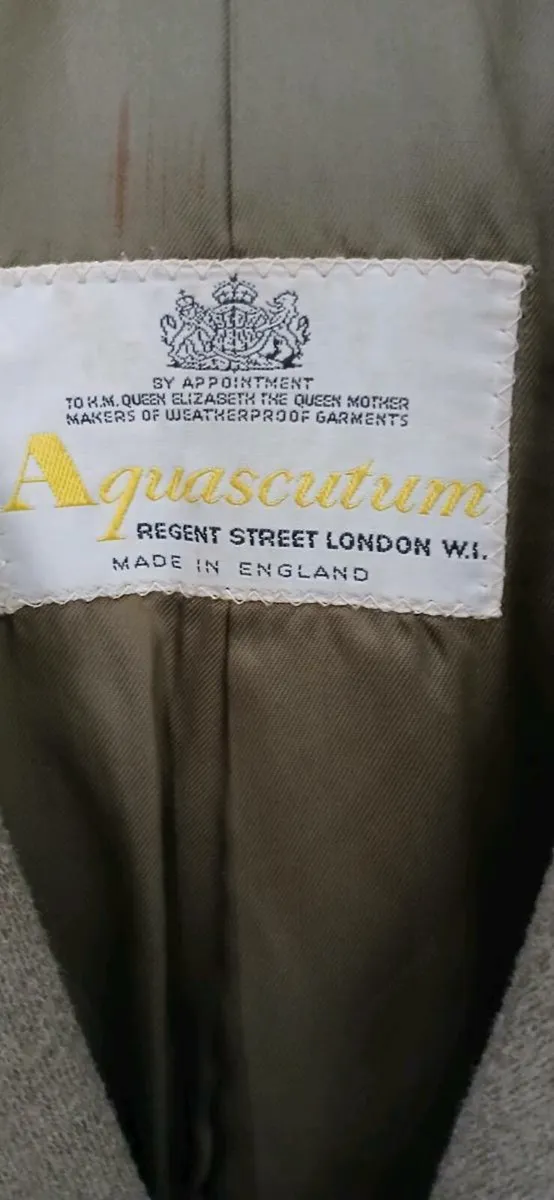 BY APPOINTMENT
TO H.M. QUEEN ELIZABETH THE QUEEN MOTHER
MAKERS OF WEATHERPROOF GARMENTS
Aquascutum
REGENT STREET LONDON W.I.
MADE IN ENGLAND